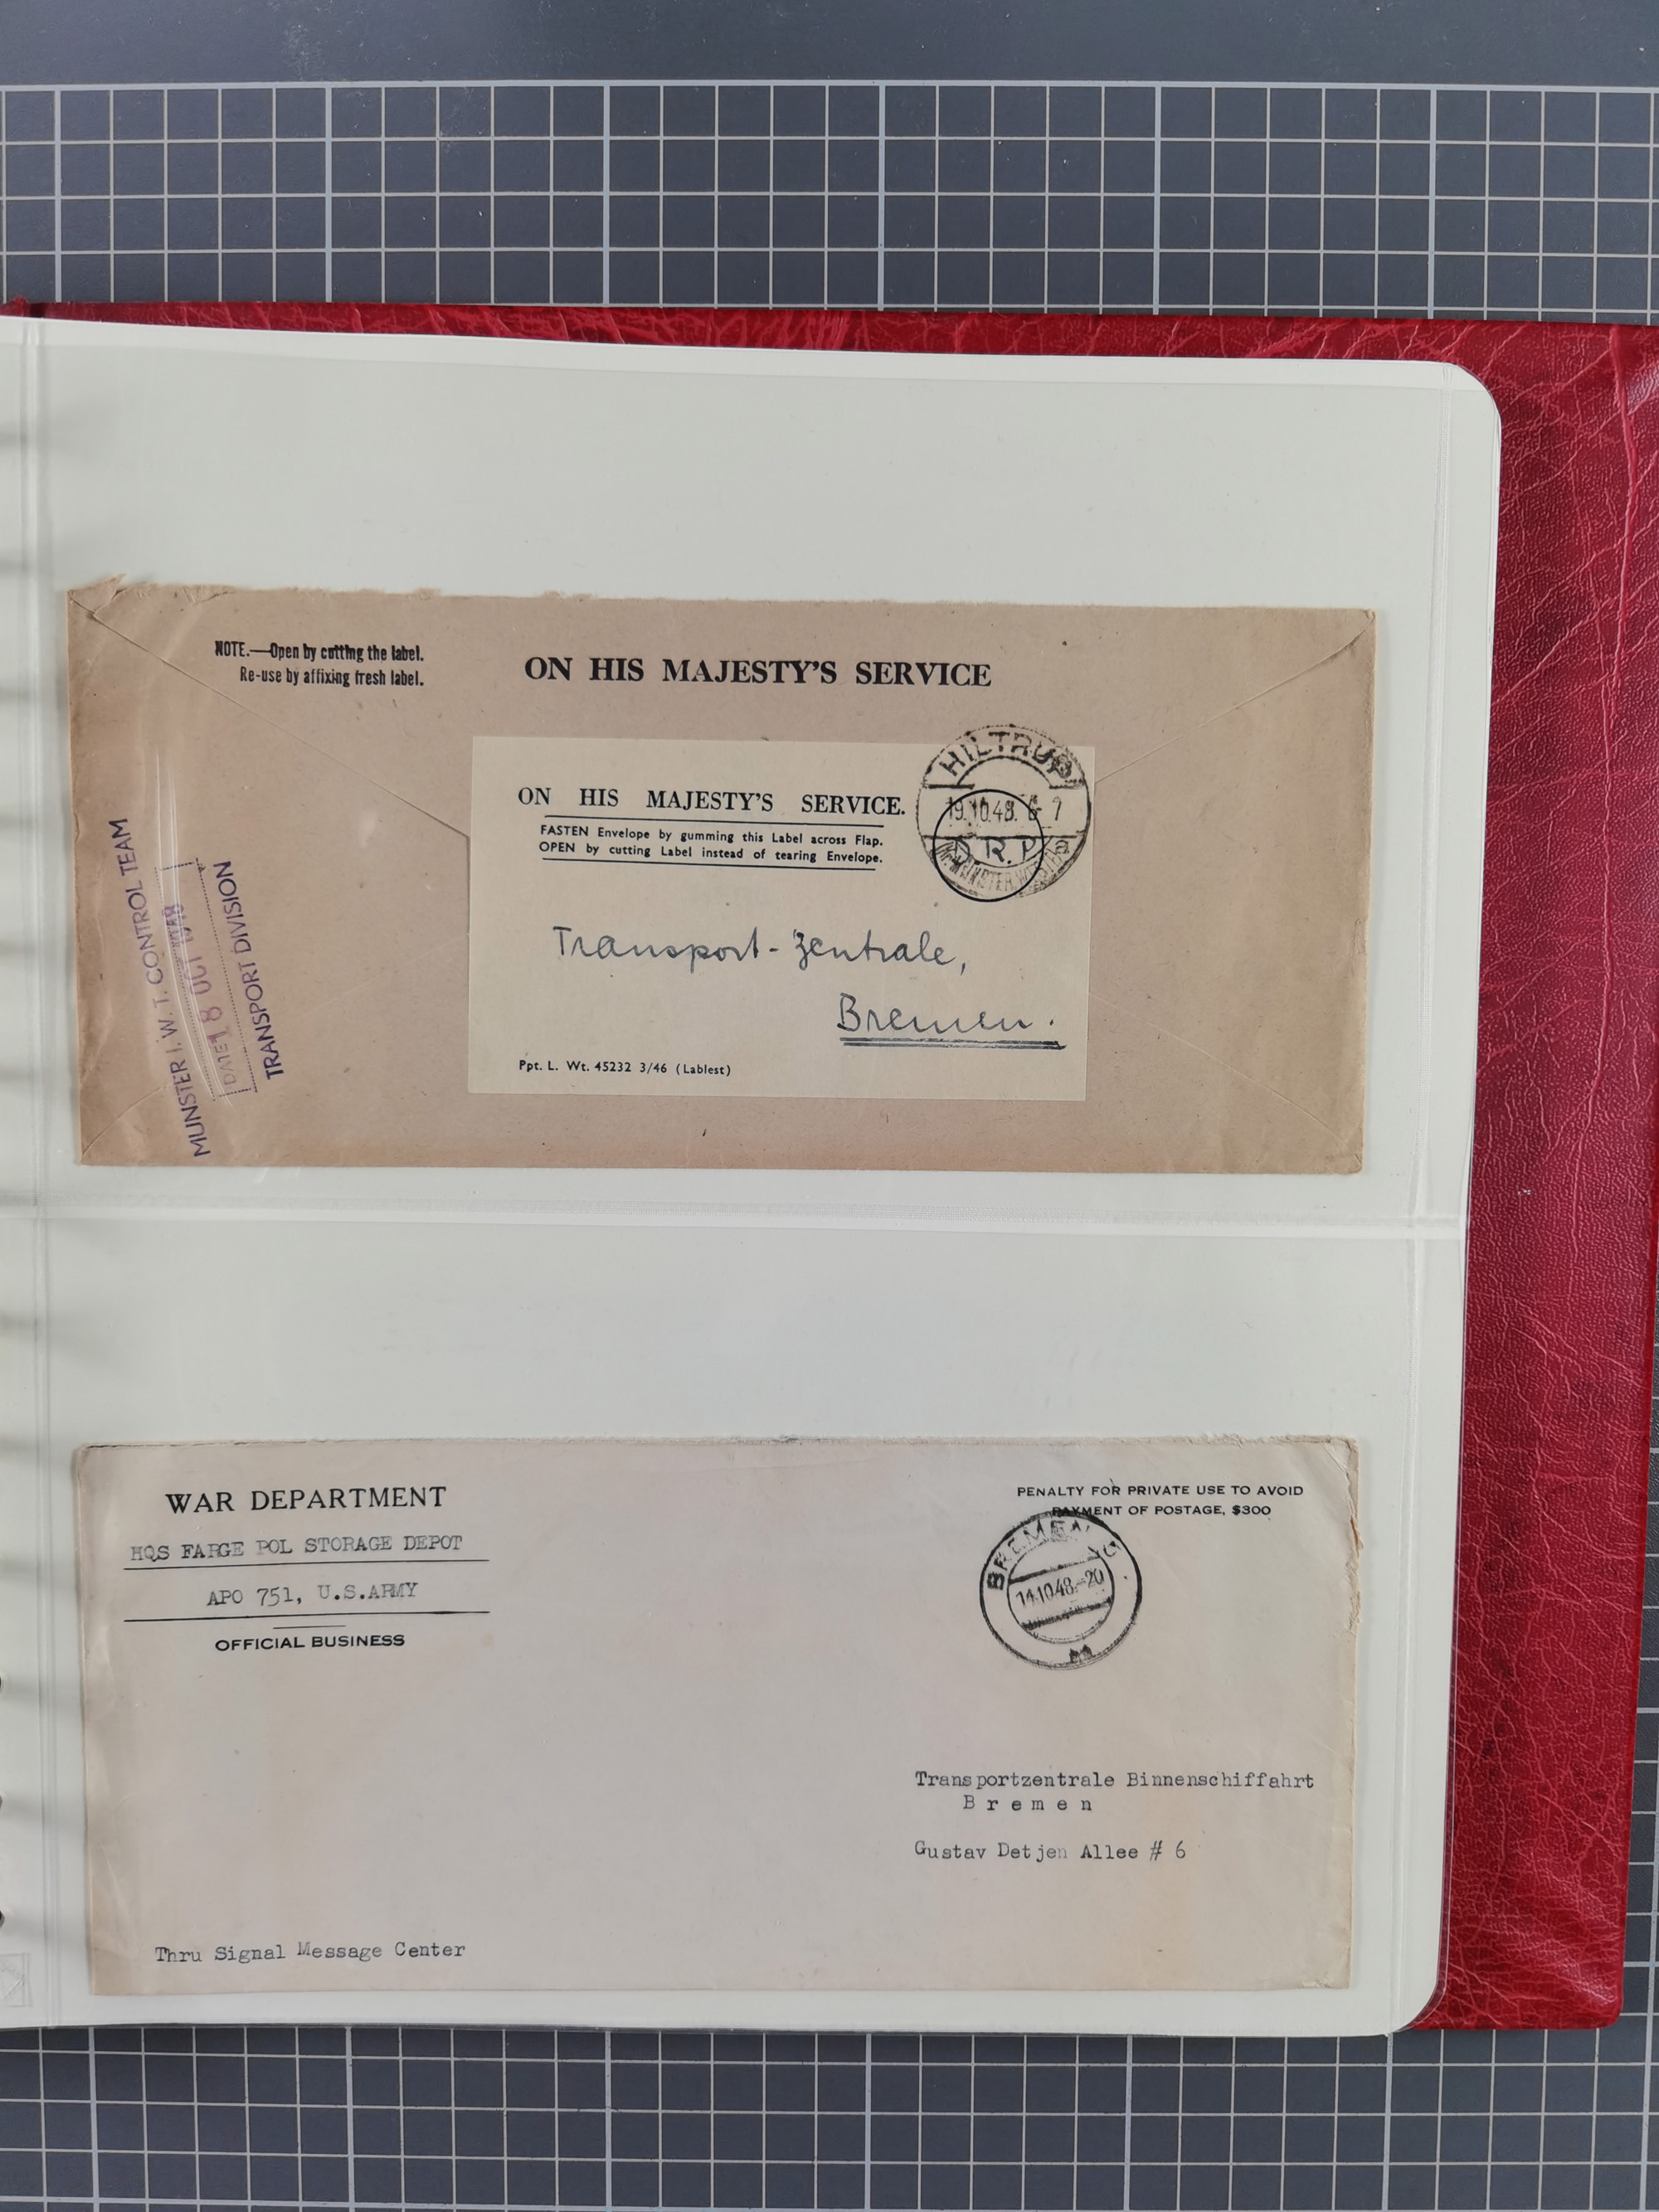 NOTE.—Open by cutting the label.
Re-use by affixing fresh label.
ON HIS MAJESTY'S SERVICE
ON HIS MAJESTY'S SERVICE.
FASTEN Envelope by gumming this Label across Flap.
OPEN by cutting Label instead of tearing Envelope.
HILTRUP
19.10.48. 6-7
D.R.P.
MÜNSTER
Transport-Zentrale,
Bremen.
Ppt. L. Wt. 45232 3/46 (Lablest)
MUNSTER I. W. T. CONTROL TEAM
DATE 18 OCT 1948
TRANSPORT DIVISION
WAR DEPARTMENT
HQS FARGE POL STORAGE DEPOT
APO 751, U.S.ARMY
OFFICIAL BUSINESS
PENALTY FOR PRIVATE USE TO AVOID
PAYMENT OF POSTAGE, $300
BREMEN
14.10.48.-20
Transportzentrale Binnenschiffahrt
B r e m e n
Gustav Detjen Allee # 6
Thru Signal Message Center